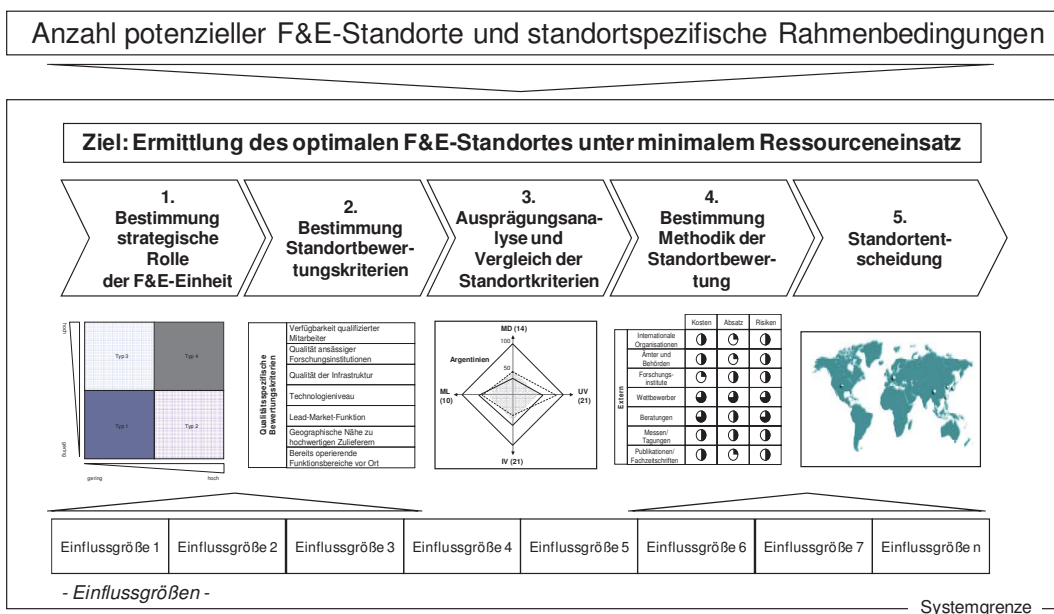 Anzahl potenzieller F&E-Standorte und standortspezifische Rahmenbedingungen
Ziel: Ermittlung des optimalen F&E-Standortes unter minimalem Ressourceneinsatz
1.
Bestimmung
strategische
Rolle
der F&E-Einheit
2.
Bestimmung
Standortbewer-
tungskriterien
3.
Ausprägungsana-
lyse und
Vergleich der
Standortkriterien
4.
Bestimmung
Methodik der
Standortbewer-
tung
5.
Standortent-
scheidung
hoch
gering
Typ 3
Typ 4
Typ 1
Typ 2
gering
hoch
Qualitätsspezifische
Bewertungskriterien
Verfügbarkeit qualifizierter
Mitarbeiter
Qualität ansässiger
Forschungsinstitutionen
Qualität der Infrastruktur
Technologieniveau
Lead-Market-Funktion
Geographische Nähe zu
hochwertigen Zulieferern
Bereits operierende
Funktionsbereiche vor Ort
MD (14)
100
Argentinien
50
ML
(10)
UV
(21)
IV (21)
Kosten
Absatz
Risiken
Extern
Internationale
Organisationen
Ämter und
Behörden
Forschungs-
institute
Wettbewerber
Beratungen
Messen/
Tagungen
Publikationen/
Fachzeitschriften
Einflussgröße 1
Einflussgröße 2
Einflussgröße 3
Einflussgröße 4
Einflussgröße 5
Einflussgröße 6
Einflussgröße 7
Einflussgröße n
- Einflussgrößen -
Systemgrenze